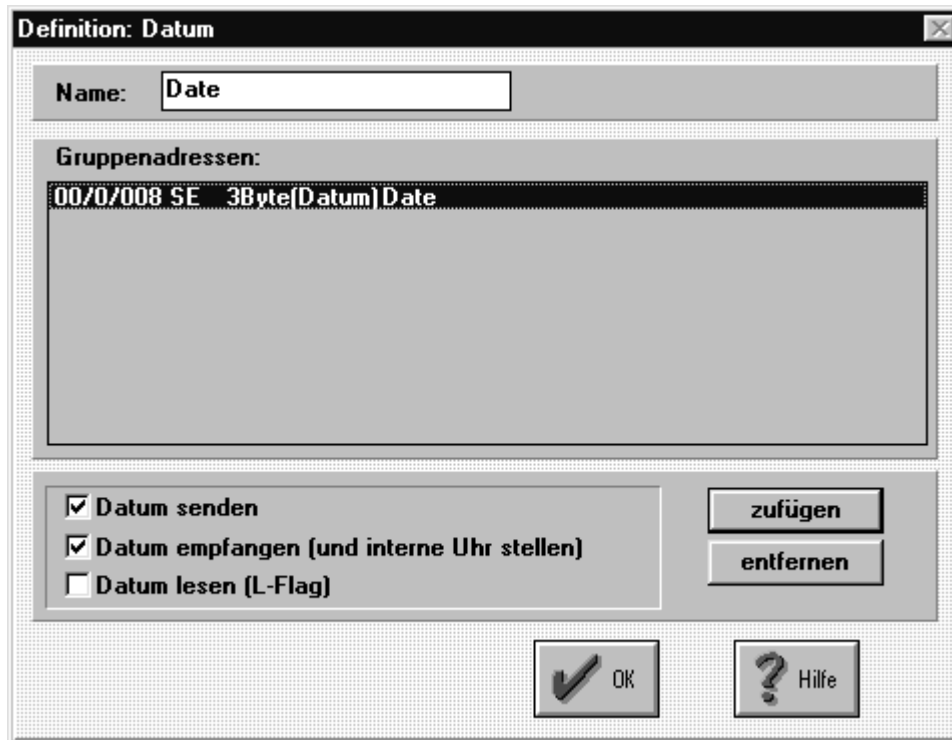 Definition: Datum
Name: Date
Gruppenadressen:
00/0/008 SE 3Byte(Datum) Date
Datum senden
Datum empfangen (und interne Uhr stellen)
Datum lesen (L-Flag)
zufügen
entfernen
OK
Hilfe